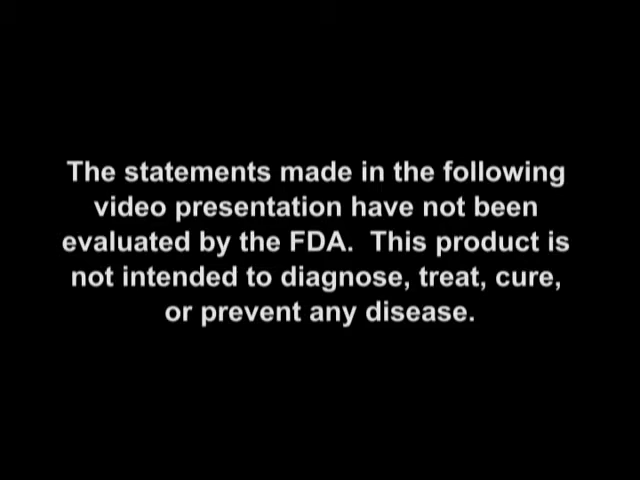 The statements made in the following
video presentation have not been
evaluated by the FDA.  This product is
not intended to diagnose, treat, cure,
or prevent any disease.